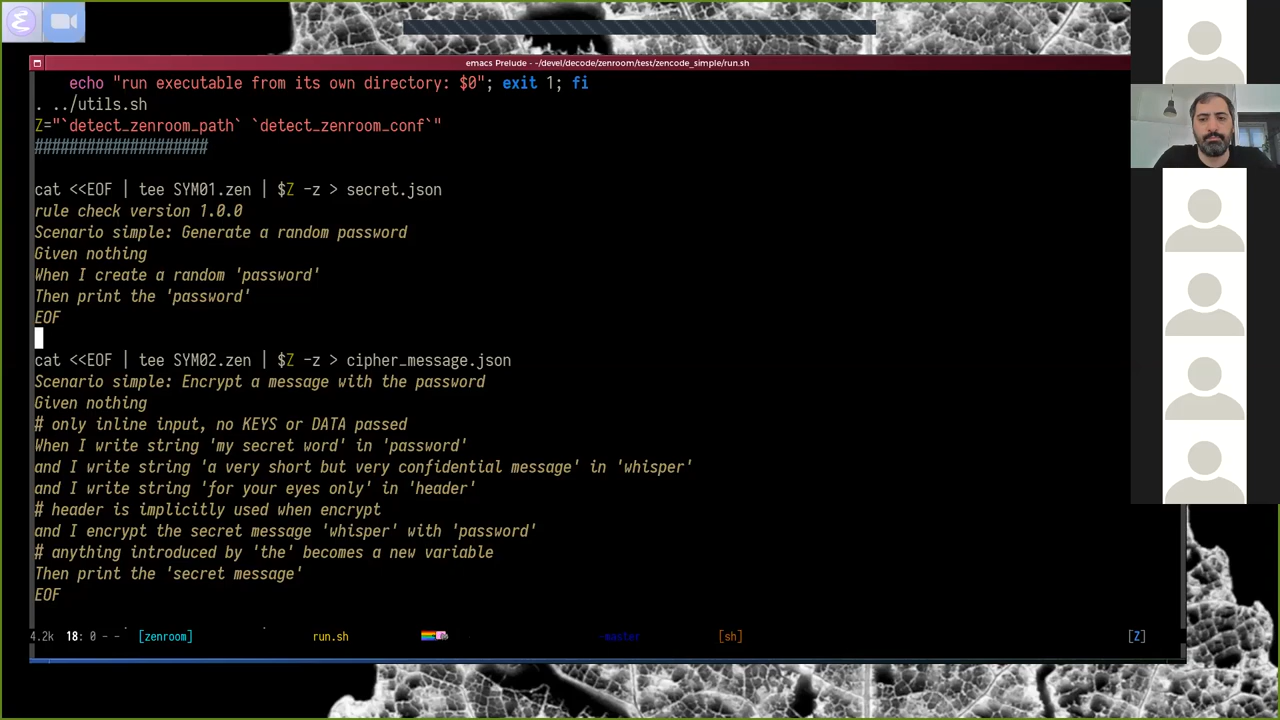 emacs Prelude - ~/devel/decode/zenroom/test/zencode_simple/run.sh
echo "run executable from its own directory: $0"; exit 1; fi
. ../utils.sh
Z="`detect_zenroom_path` `detect_zenroom_conf`"
####################
cat <<EOF | tee SYM01.zen | $Z -z > secret.json
rule check version 1.0.0
Scenario simple: Generate a random password
Given nothing
When I create a random 'password'
Then print the 'password'
EOF
cat <<EOF | tee SYM02.zen | $Z -z > cipher_message.json
Scenario simple: Encrypt a message with the password
Given nothing
# only inline input, no KEYS or DATA passed
When I write string 'my secret word' in 'password'
and I write string 'a very short but very confidential message' in 'whisper'
and I write string 'for your eyes only' in 'header'
# header is implicitly used when encrypt
and I encrypt the secret message 'whisper' with 'password'
# anything introduced by 'the' becomes a new variable
Then print the 'secret message'
EOF
4.2k 18: 0 - - [zenroom] run.sh -master [sh] [Z]